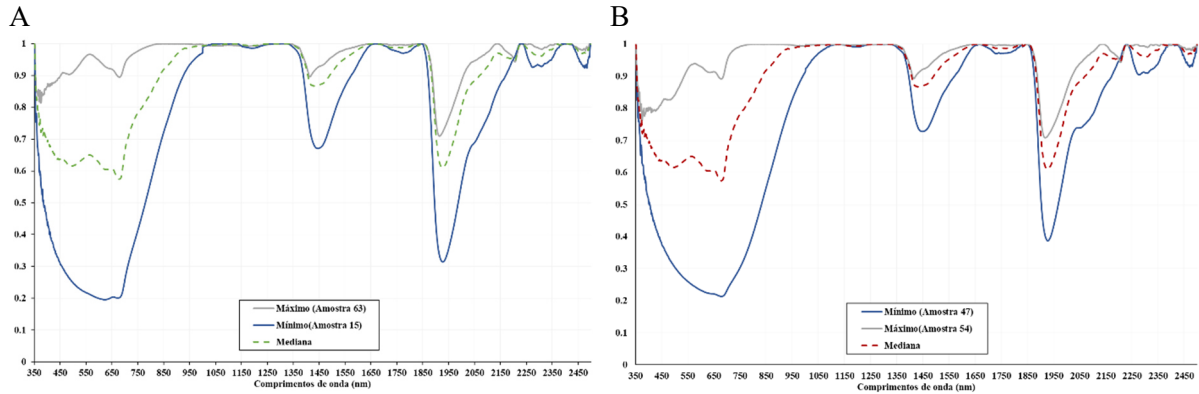 A
1
0.9
0.8
0.7
0.6
0.5
0.4
0.3
0.2
0.1
0
Máximo (Amostra 63)
Mínimo(Amostra 15)
Mediana
350 450 550 650 750 850 950 1050 1150 1250 1350 1450 1550 1650 1750 1850 1950 2050 2150 2250 2350 2450
Comprimentos de onda (nm)
B
1
0.9
0.8
0.7
0.6
0.5
0.4
0.3
0.2
0.1
0
Mínimo (Amostra 47)
Máximo(Amostra 54)
Mediana
350 450 550 650 750 850 950 1050 1150 1250 1350 1450 1550 1650 1750 1850 1950 2050 2150 2250 2350 2450
Comprimentos de onda (nm)